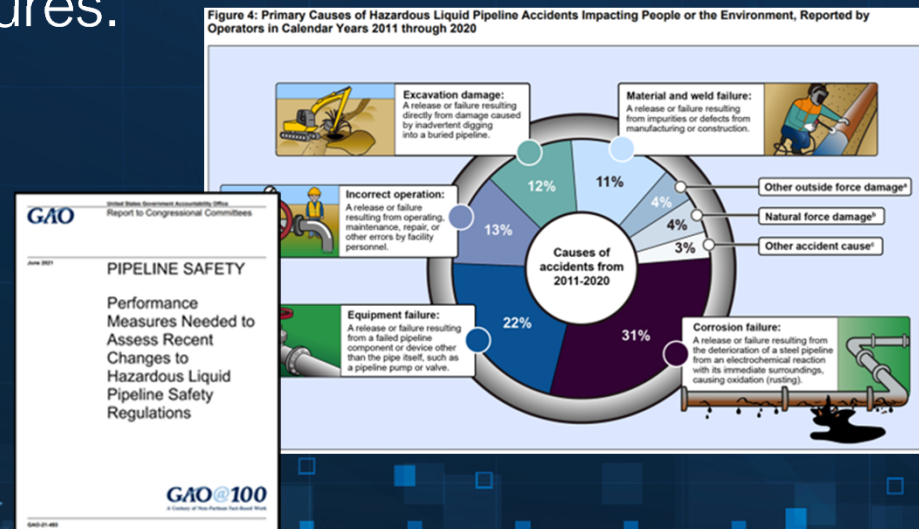 ures.
Figure 4: Primary Causes of Hazardous Liquid Pipeline Accidents Impacting People or the Environment, Reported by
Operators in Calendar Years 2011 through 2020
Excavation damage:
A release or failure resulting
directly from damage caused
by inadvertent digging
into a buried pipeline.
Material and weld failure:
A release or failure resulting
from impurities or defects from
manufacturing or construction.
Incorrect operation:
A release or failure
resulting from operating,
maintenance, repair, or
other errors by facility
personnel.
12%
11%
4%
4%
3%
13%
22%
31%
Causes of
accidents from
2011-2020
Other outside force damageᵃ
Natural force damageᵇ
Other accident causeᶜ
Equipment failure:
A release or failure resulting
from a failed pipeline
component or device other
than the pipe itself, such as
a pipeline pump or valve.
Corrosion failure:
A release or failure resulting from
the deterioration of a steel pipeline
from an electrochemical reaction
with its immediate surroundings,
causing oxidation (rusting).
GAO
United States Government Accountability Office
Report to Congressional Committees
June 2021
PIPELINE SAFETY
Performance
Measures Needed to
Assess Recent
Changes to
Hazardous Liquid
Pipeline Safety
Regulations
GAO@100
A Century of Non-Partisan Fact-Based Work
GAO-21-493